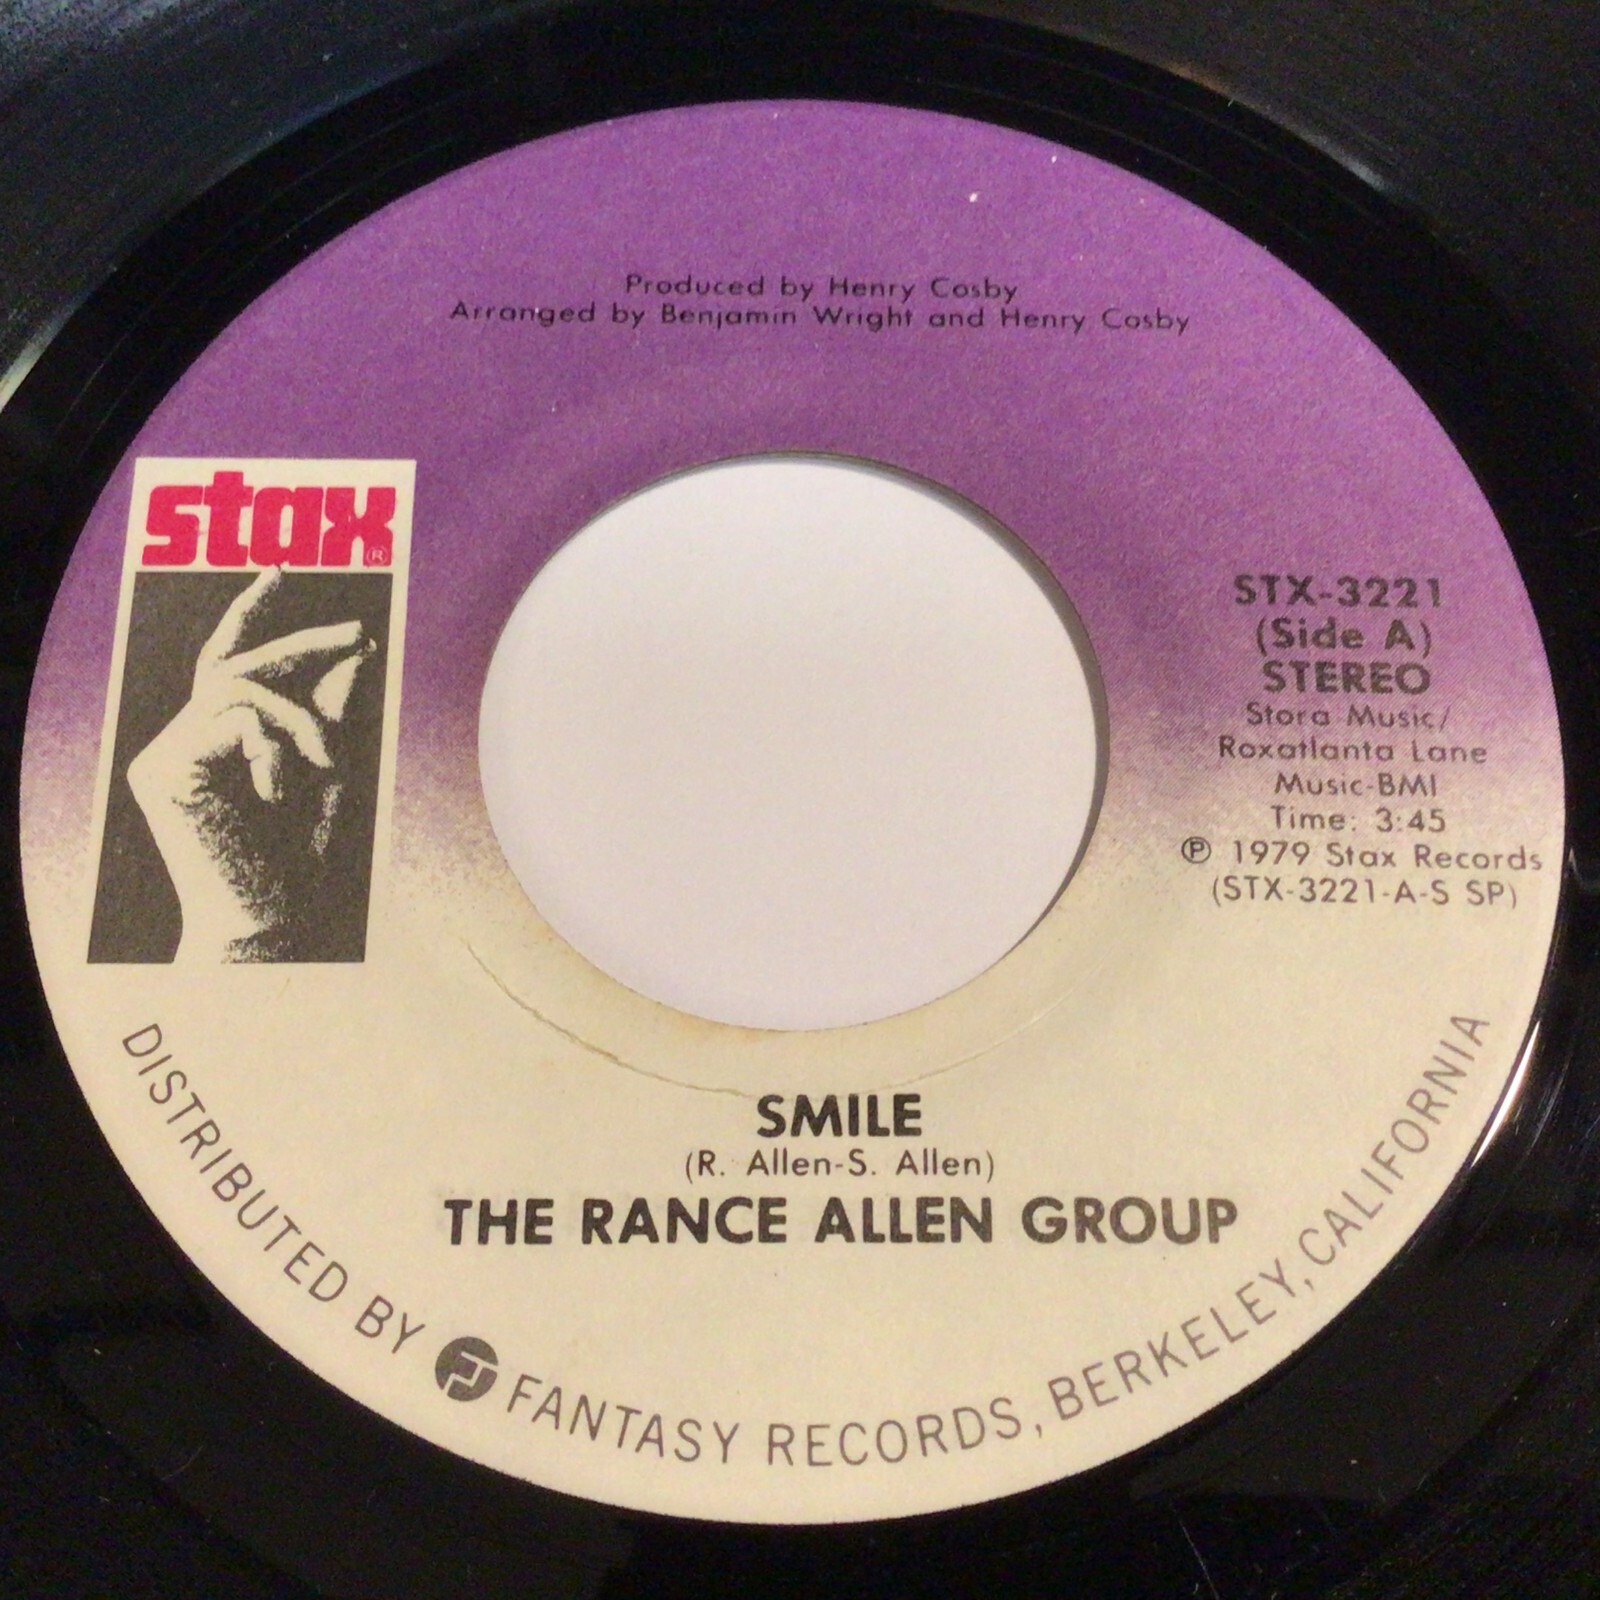 Produced by Henry Cosby
Arranged by Benjamin Wright and Henry Cosby
stax®
STX-3221
(Side A)
STEREO
Stora Music/
Roxatlanta Lane
Music-BMI
Time: 3:45
℗ 1979 Stax Records
(STX-3221-A-S SP)
SMILE
(R. Allen-S. Allen)
THE RANCE ALLEN GROUP
DISTRIBUTED BY FANTASY RECORDS, BERKELEY, CALIFORNIA